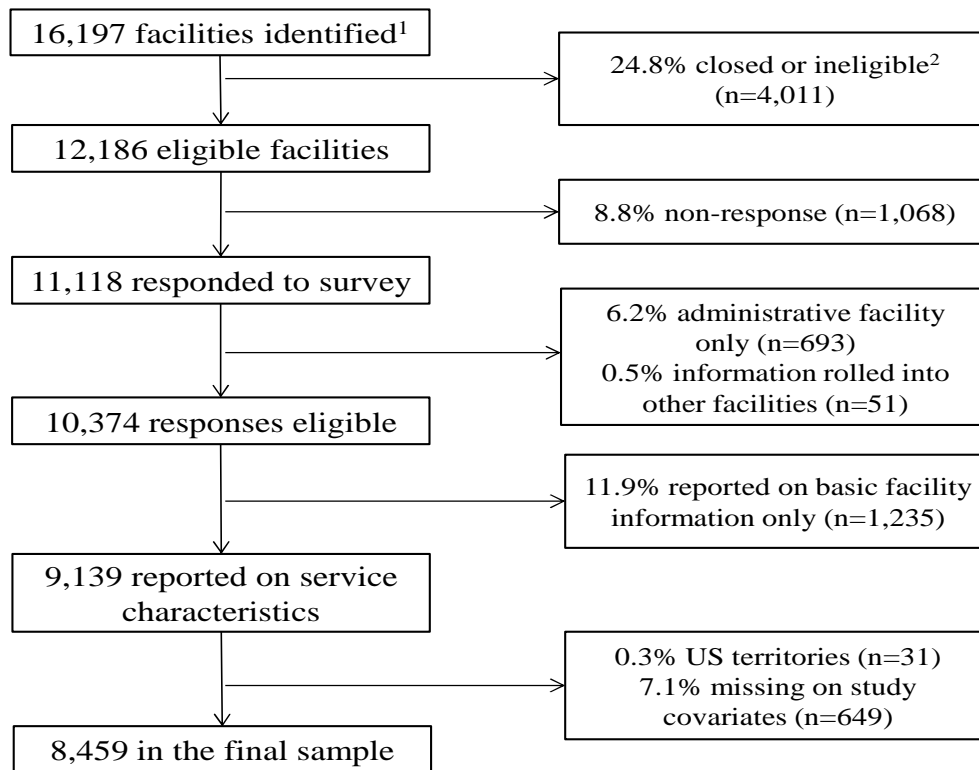 16,197 facilities identified¹
24.8% closed or ineligible²
(n=4,011)
12,186 eligible facilities
8.8% non-response (n=1,068)
11,118 responded to survey
6.2% administrative facility
only (n=693)
0.5% information rolled into
other facilities (n=51)
10,374 responses eligible
11.9% reported on basic facility
information only (n=1,235)
9,139 reported on service
characteristics
0.3% US territories (n=31)
7.1% missing on study
covariates (n=649)
8,459 in the final sample